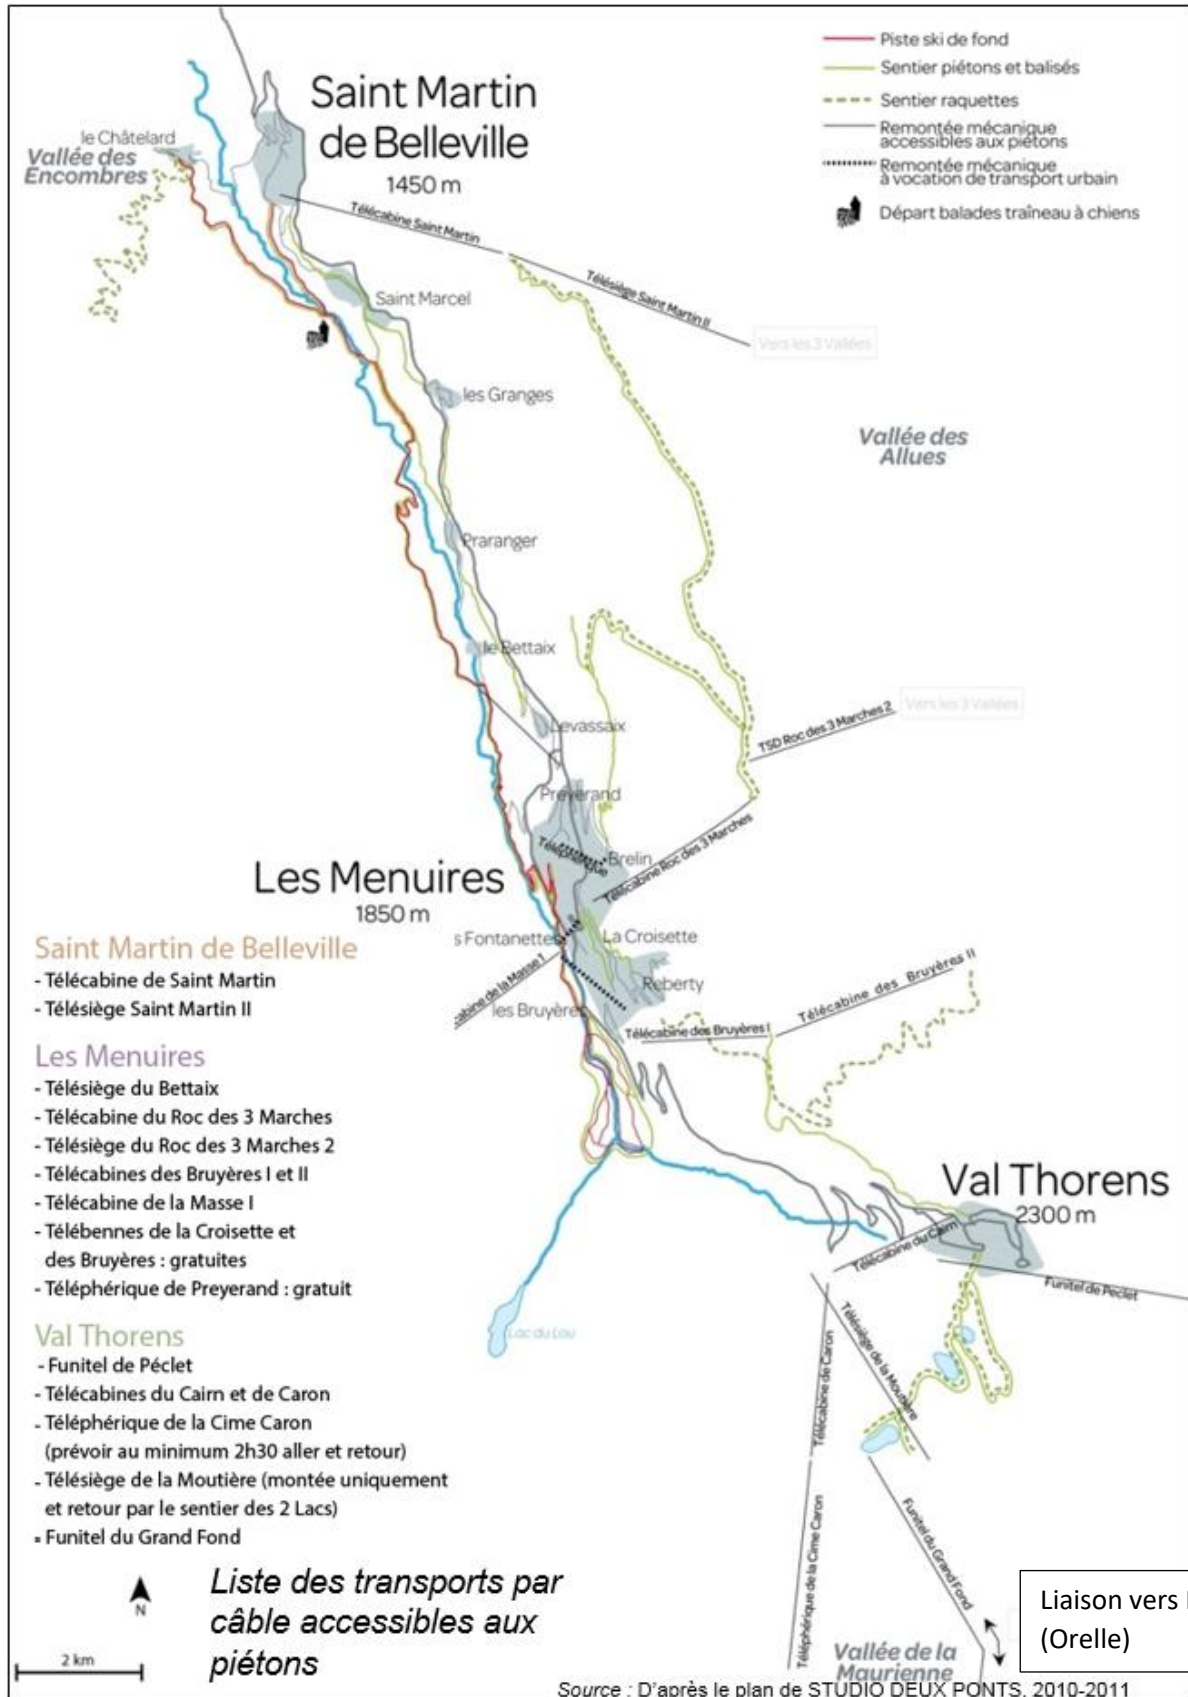 Saint Martin
de Belleville
1450 m
Piste ski de fond
Sentier piétons et balisés
Sentier raquettes
Remontée mécanique
accessibles aux piétons
Remontée mécanique
à vocation de transport urbain
Départ balades traîneau à chiens
le Châtelard
Vallée des
Encombres
Télécabine Saint Martin
Télésiège Saint Martin II
Vers les 3 Vallées
Saint Marcel
les Granges
Vallée des
Allues
Praranger
le Bettaix
Levassaix
Vers les 3 Vallées
TSD Roc des 3 Marches 2
Preyerand
Téléphérique
Brelin
Télécabine Roc des 3 Marches
Les Menuires
1850 m
s Fontanettes
La Croisette
cabine de la Masse 1
Reberty
les Bruyères
Télécabine des Bruyères I
Télécabine des Bruyères II
Saint Martin de Belleville
- Télécabine de Saint Martin
- Télésiège Saint Martin II
Les Menuires
- Télésiège du Bettaix
- Télécabine du Roc des 3 Marches
- Télésiège du Roc des 3 Marches 2
- Télécabines des Bruyères I et II
- Télécabine de la Masse I
- Télébennes de la Croisette et
des Bruyères : gratuites
- Téléphérique de Preyerand : gratuit
Val Thorens
- Funitel de Péclet
- Télécabines du Cairn et de Caron
- Téléphérique de la Cime Caron
(prévoir au minimum 2h30 aller et retour)
- Télésiège de la Moutière (montée uniquement
et retour par le sentier des 2 Lacs)
- Funitel du Grand Fond
Val Thorens
2300 m
Télécabine du Cairn
Funitel de Péclet
Lac du Lou
Télécabine de Caron
Télésiège de la Moutière
Téléphérique de la Cime Caron
Funitel du Grand Fond
Vallée de la
Maurienne
Liaison vers
(Orelle)
N
2 km
Liste des transports par
câble accessibles aux
piétons
Source : D'après le plan de STUDIO DEUX PONTS, 2010-2011